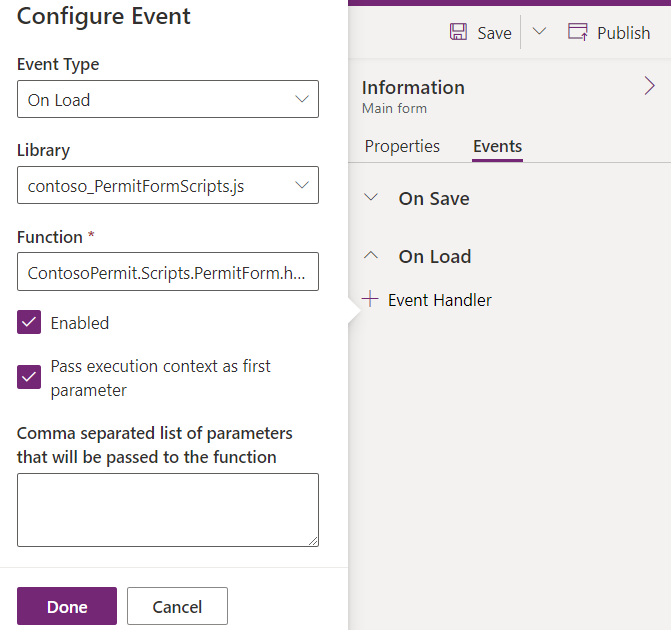 Configure Event
Event Type
On Load
Library
contoso_PermitFormScripts.js
Function *
ContosoPermit.Scripts.PermitForm.h...
Enabled
Pass execution context as first
parameter
Comma separated list of parameters
that will be passed to the function
Done
Cancel
Save
Publish
Information
Main form
Properties
Events
On Save
On Load
Event Handler